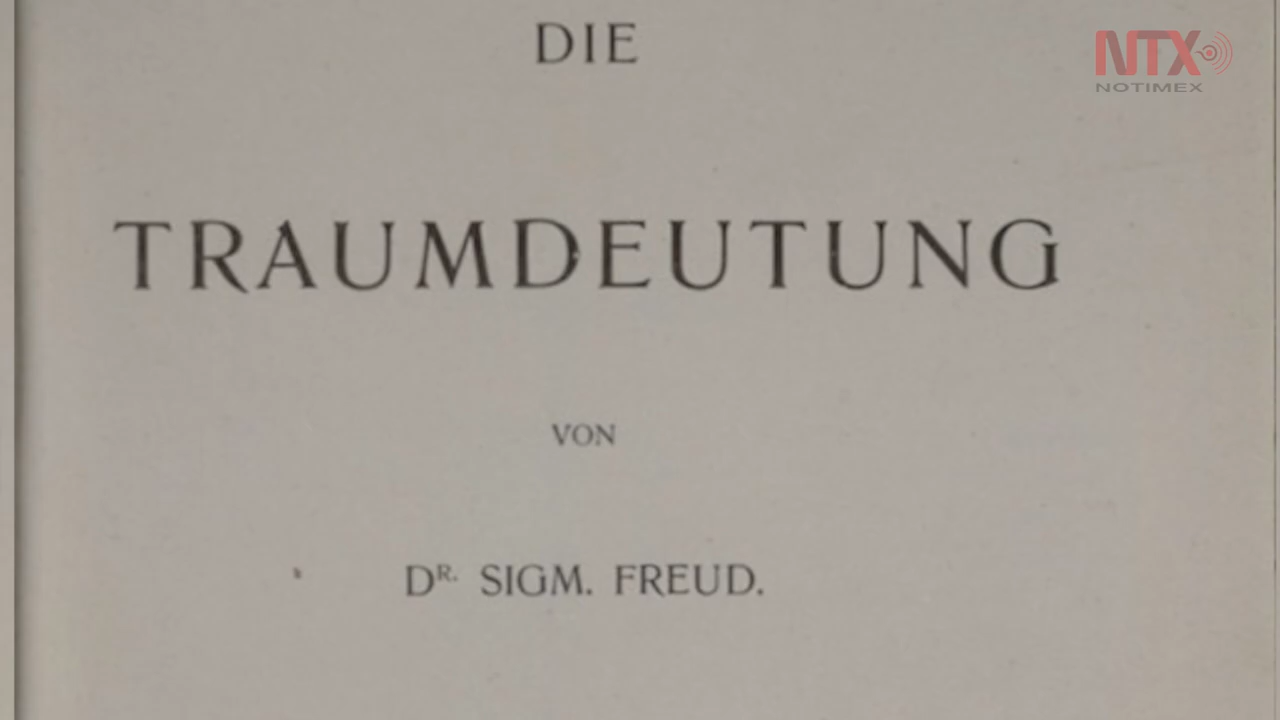 DIE
NTX
NOTIMEX
TRAUMDEUTUNG
VON
DR. SIGM. FREUD.